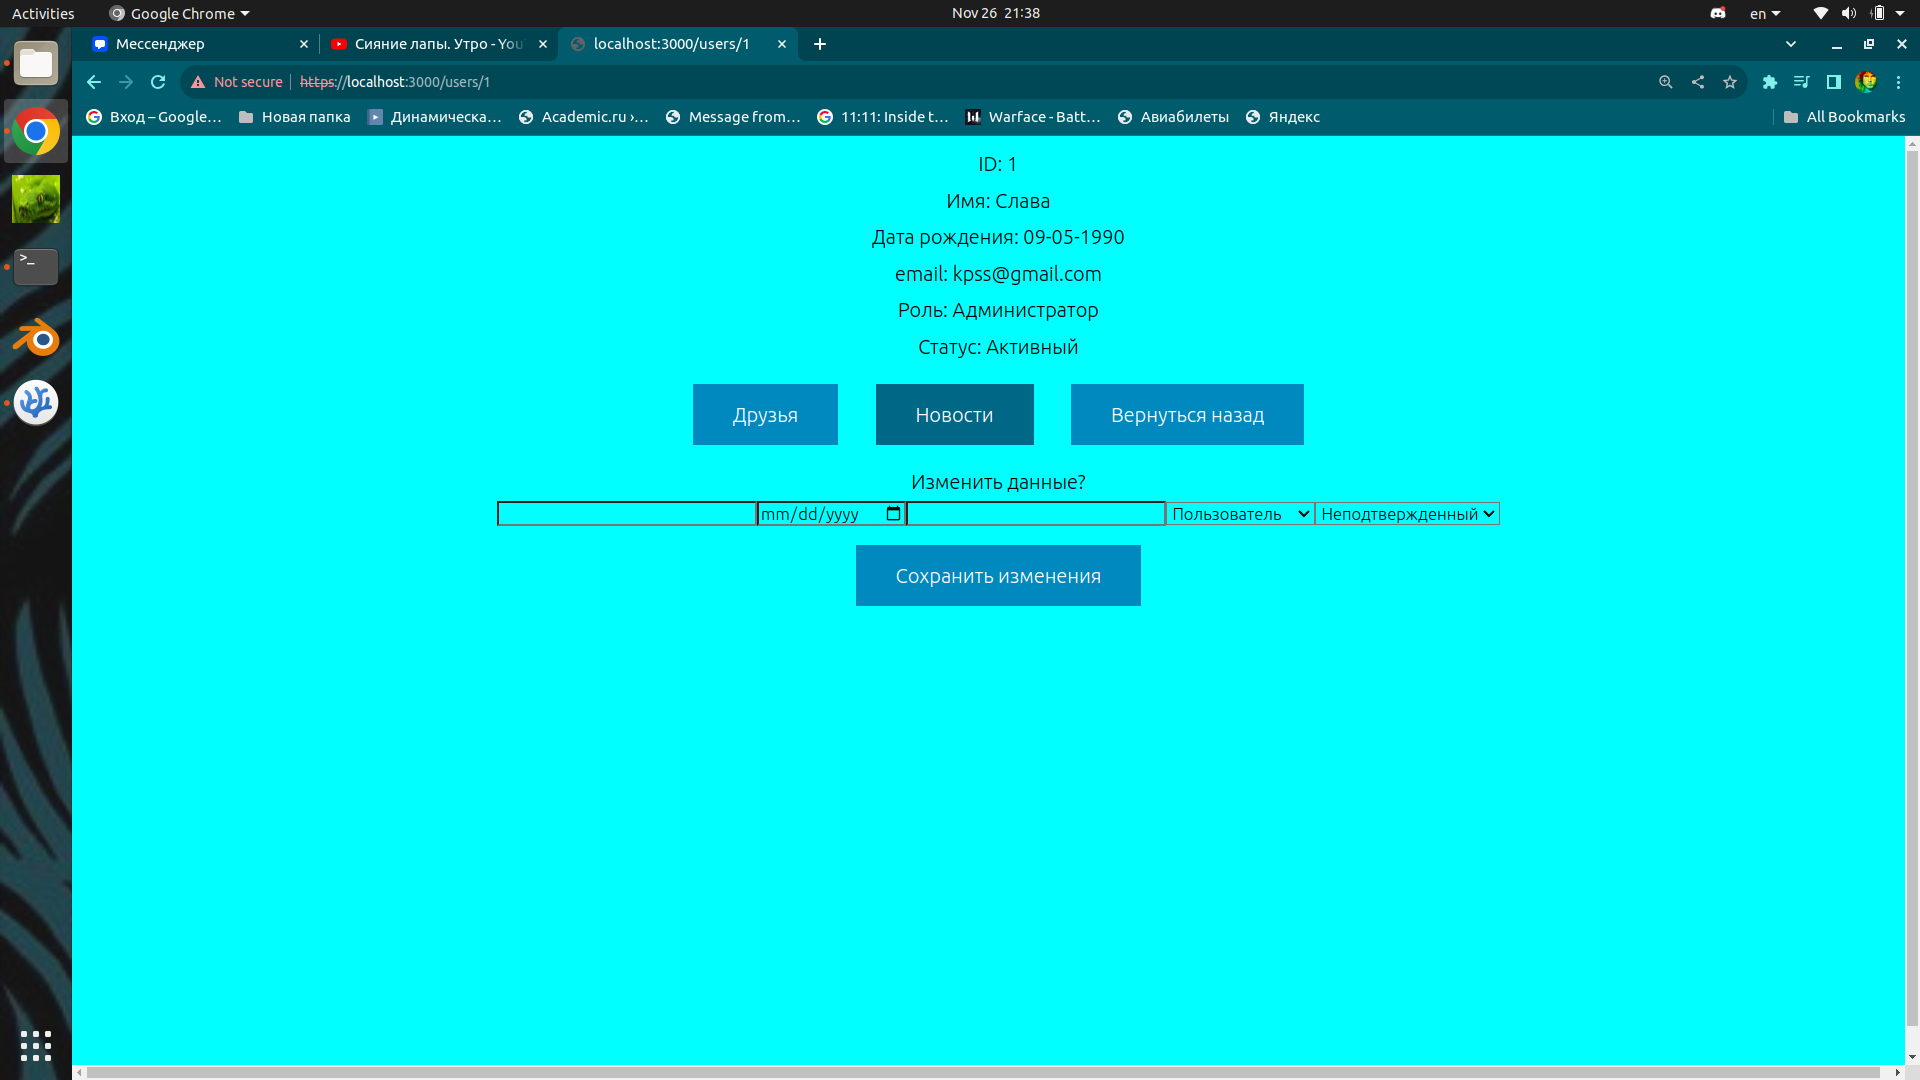 Activities
Google Chrome
Nov 26 21:38
en
Мессенджер
Сияние лапы. Утро - You
localhost:3000/users/1
Not secure
https://localhost:3000/users/1
Вход – Google…
Новая папка
Динамическа…
Academic.ru ›…
Message from…
11:11: Inside t…
Warface - Batt…
Авиабилеты
Яндекс
All Bookmarks
ID: 1
Имя: Слава
Дата рождения: 09-05-1990
email: kpss@gmail.com
Роль: Администратор
Статус: Активный
Друзья
Новости
Вернуться назад
Изменить данные?
mm/dd/yyyy
Пользователь
Неподтвержденный
Сохранить изменения